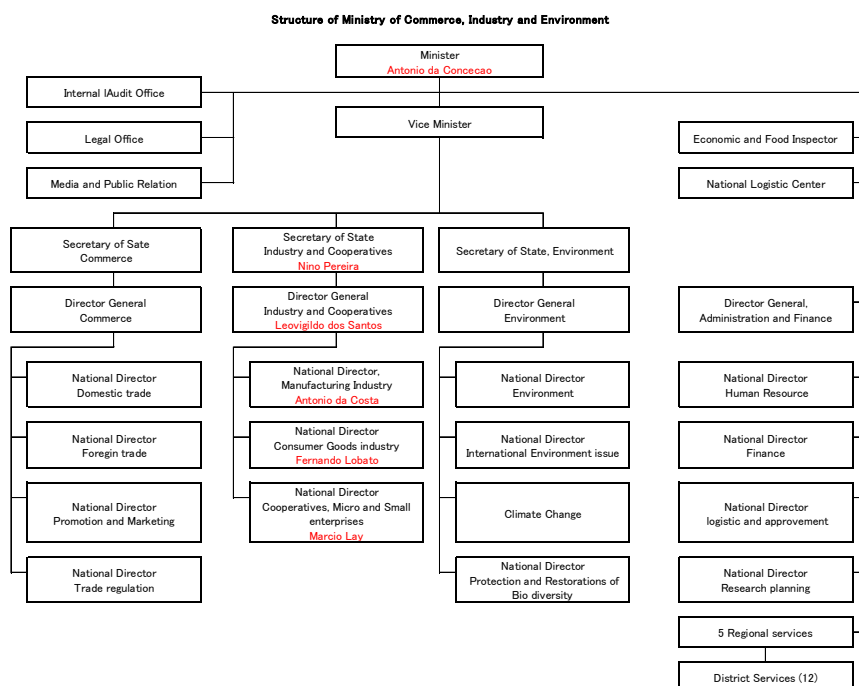 Structure of Ministry of Commerce, Industry and Environment
Minister
Antonio da Concecao
Internal lAudit Office
Vice Minister
Legal Office
Economic and Food Inspector
Media and Public Relation
National Logistic Center
Secretary of Sate
Commerce
Secretary of State
Industry and Cooperatives
Nino Pereira
Secretary of State, Environment
Director General
Commerce
Director General
Industry and Cooperatives
Leovigildo dos Santos
Director General
Environment
Director General,
Administration and Finance
National Director
Domestic trade
National Director,
Manufacturing Industry
Antonio da Costa
National Director
Environment
National Director
Human Resource
National Director
Foregin trade
National Director
Consumer Goods industry
Fernando Lobato
National Director
International Environment issue
National Director
Finance
National Director
Promotion and Marketing
National Director
Cooperatives, Micro and Small
enterprises
Marcio Lay
Climate Change
National Director
logistic and approvement
National Director
Trade regulation
National Director
Protection and Restorations of
Bio diversity
National Director
Research planning
5 Regional services
District Services (12)